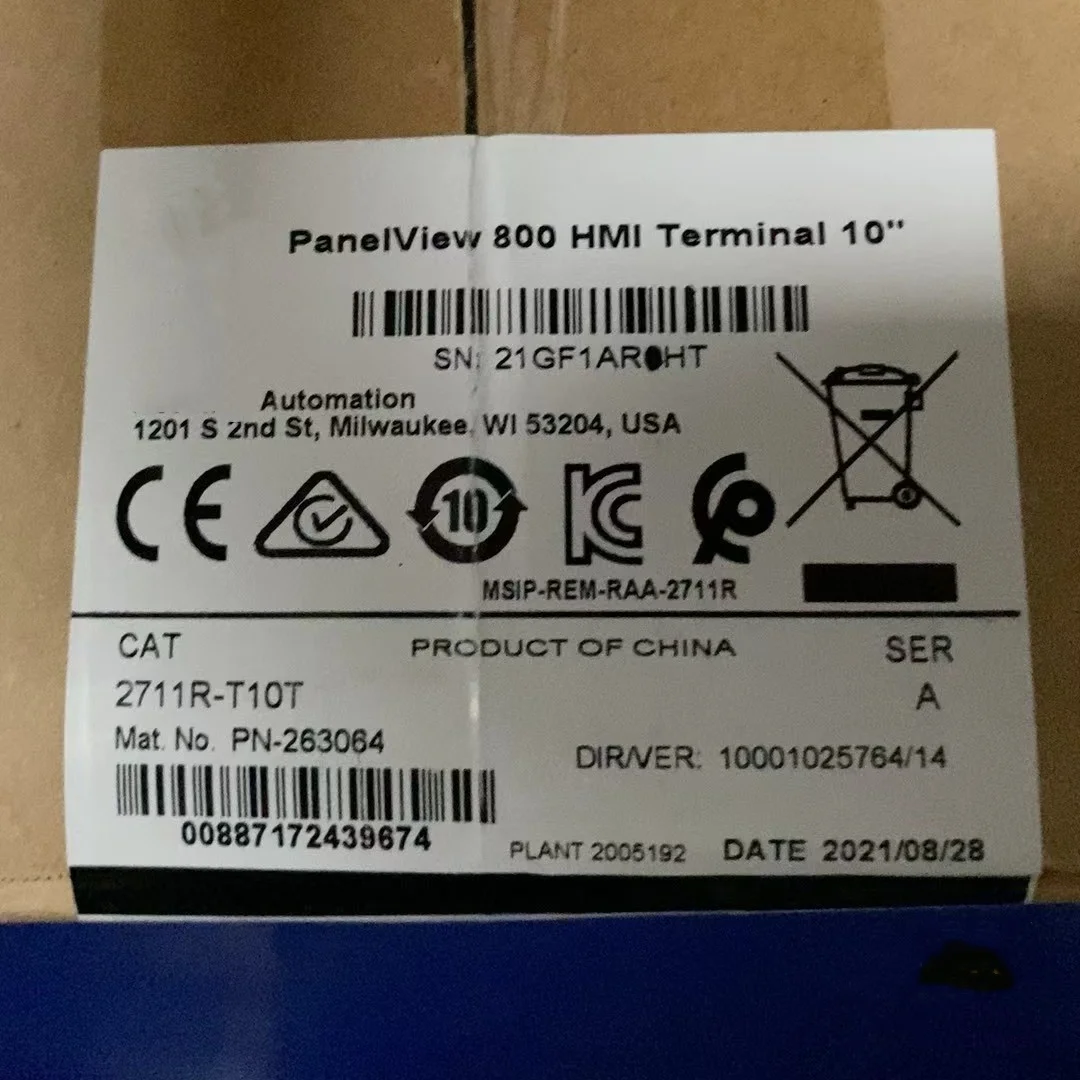 PanelView 800 HMI Terminal 10"
Automation
1201 S 2nd St, Milwaukee, WI 53204, USA
CE
10
KC
MSIP-REM-RAA-2711R
CAT
PRODUCT OF CHINA
SER
2711R-T10T
A
Mat. No. PN-263064
DIR/VER: 10001025764/14
00887172439674
PLANT 2005192
DATE 2021/08/28
SN: